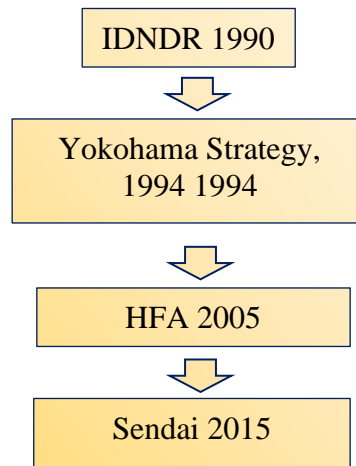 IDNDR 1990
Yokohama Strategy,
1994 1994
HFA 2005
Sendai 2015